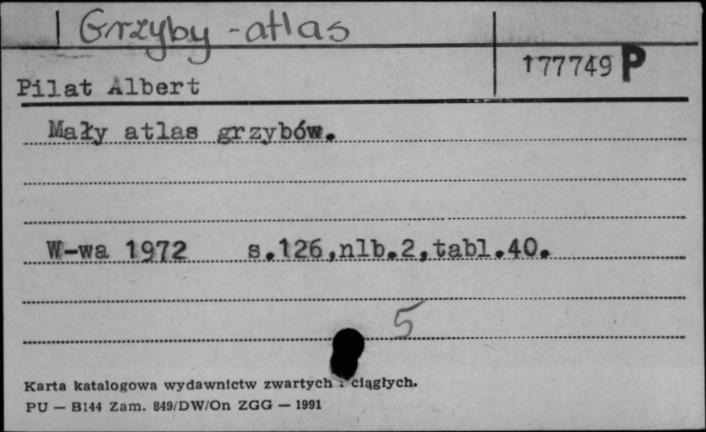 Grzyby - atlas
177749 P
Pilat Albert
Mały atlas grzybów.
W-wa 1972 s.126,nlb.2,tabl.40.
5
Karta katalogowa wydawnictw zwartych i ciągłych.
PU — B144 Zam. 849/DW/On ZGG — 1991